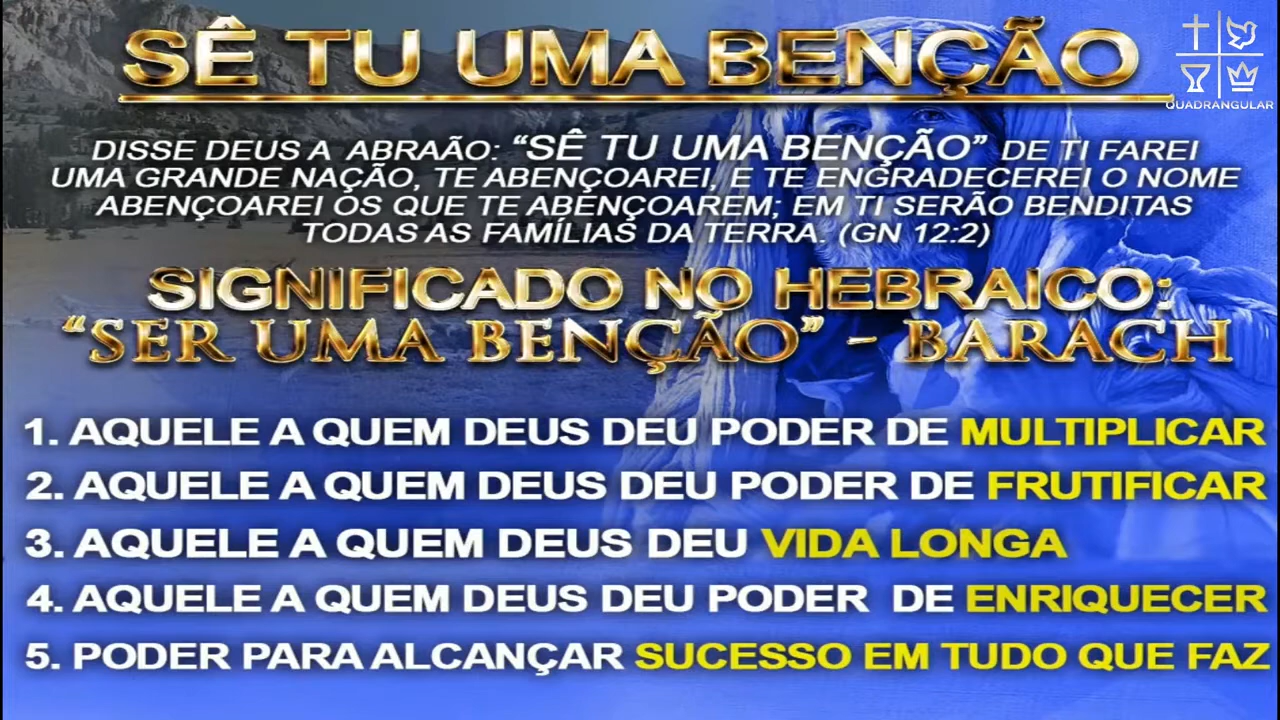 SÊ TU UMA BENÇÃO
QUADRANGULAR
DISSE DEUS A ABRAÃO: “SÊ TU UMA BENÇÃO” DE TI FAREI
UMA GRANDE NAÇÃO, TE ABENÇOAREI, E TE ENGRADECEREI O NOME
ABENÇOAREI OS QUE TE ABENÇOAREM; EM TI SERÃO BENDITAS
TODAS AS FAMÍLIAS DA TERRA. (GN 12:2)
SIGNIFICADO NO HEBRAICO:
“SER UMA BENÇÃO” - BARACH
1. AQUELE A QUEM DEUS DEU PODER DE MULTIPLICAR
2. AQUELE A QUEM DEUS DEU PODER DE FRUTIFICAR
3. AQUELE A QUEM DEUS DEU VIDA LONGA
4. AQUELE A QUEM DEUS DEU PODER DE ENRIQUECER
5. PODER PARA ALCANÇAR SUCESSO EM TUDO QUE FAZ